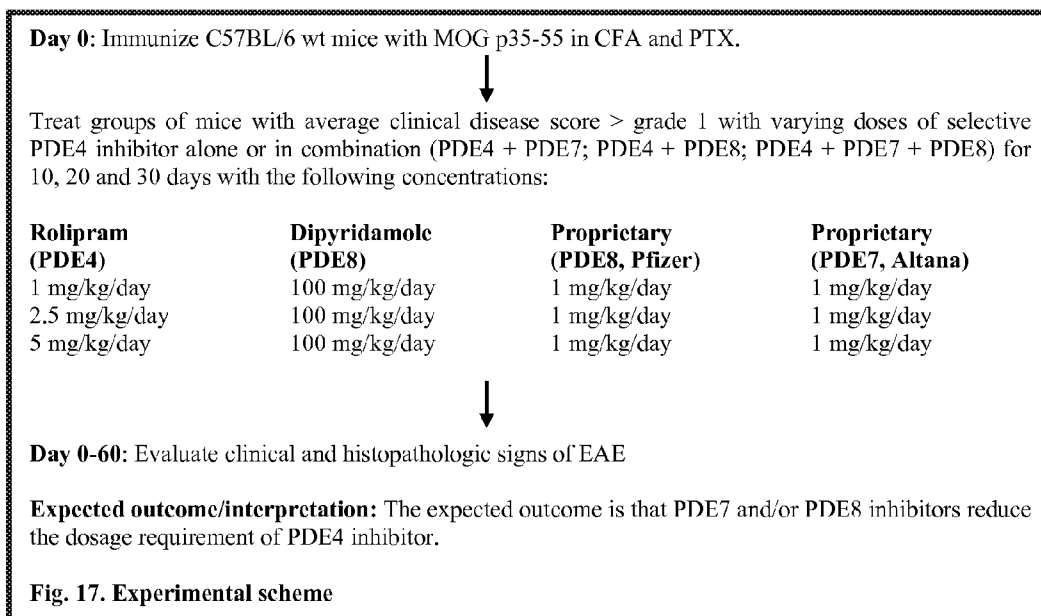 Day 0: Immunize C57BL/6 wt mice with MOG p35-55 in CFA and PTX.
Treat groups of mice with average clinical disease score > grade 1 with varying doses of selective
PDE4 inhibitor alone or in combination (PDE4 + PDE7; PDE4 + PDE8; PDE4 + PDE7 + PDE8) for
10, 20 and 30 days with the following concentrations:
Rolipram Dipyridamole Proprietary Proprietary
(PDE4) (PDE8) (PDE8, Pfizer) (PDE7, Altana)
1 mg/kg/day 100 mg/kg/day 1 mg/kg/day 1 mg/kg/day
2.5 mg/kg/day 100 mg/kg/day 1 mg/kg/day 1 mg/kg/day
5 mg/kg/day 100 mg/kg/day 1 mg/kg/day 1 mg/kg/day
Day 0-60: Evaluate clinical and histopathologic signs of EAE
Expected outcome/interpretation: The expected outcome is that PDE7 and/or PDE8 inhibitors reduce
the dosage requirement of PDE4 inhibitor.
Fig. 17. Experimental scheme